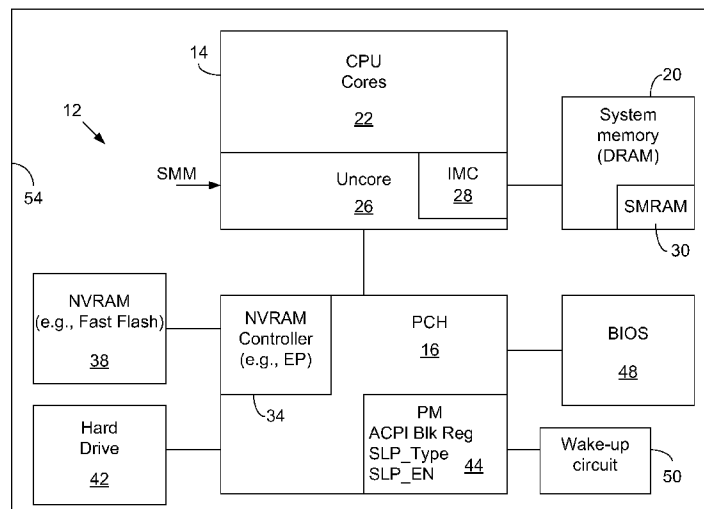 14
CPU
Cores
22
20
System
memory
(DRAM)
12
SMM
Uncore
26
IMC
28
SMRAM
30
54
NVRAM
(e.g., Fast Flash)
38
NVRAM
Controller
(e.g., EP)
34
PCH
16
BIOS
48
Hard
Drive
42
PM
ACPI Blk Reg
SLP_Type
SLP_EN
44
Wake-up
circuit
50